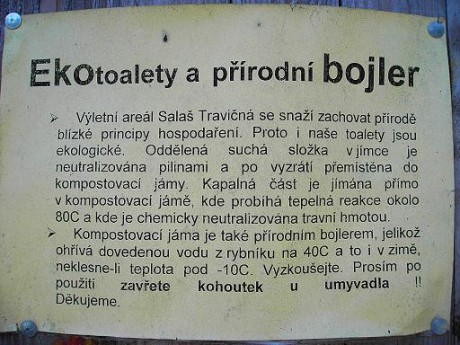 Ekotoalety a přírodní bojler
➢ Výletní areál Salaš Travičná se snaží zachovat přírodě
blízké principy hospodaření. Proto i naše toalety jsou
ekologické. Oddělená suchá složka v jímce je
neutralizována pilinami a po vyzrátí přemístěna do
kompostovací jámy. Kapalná část je jímána přímo
v kompostovací jámě, kde probíhá tepelná reakce okolo
80C a kde je chemicky neutralizována travní hmotou.
➢ Kompostovací jáma je také přírodním bojlerem, jelikož
ohřívá dovedenou vodu z rybníku na 40C a to i v zimě,
neklesne-li teplota pod -10C. Vyzkoušejte. Prosím po
použití zavřete kohoutek u umyvadla !!
Děkujeme.